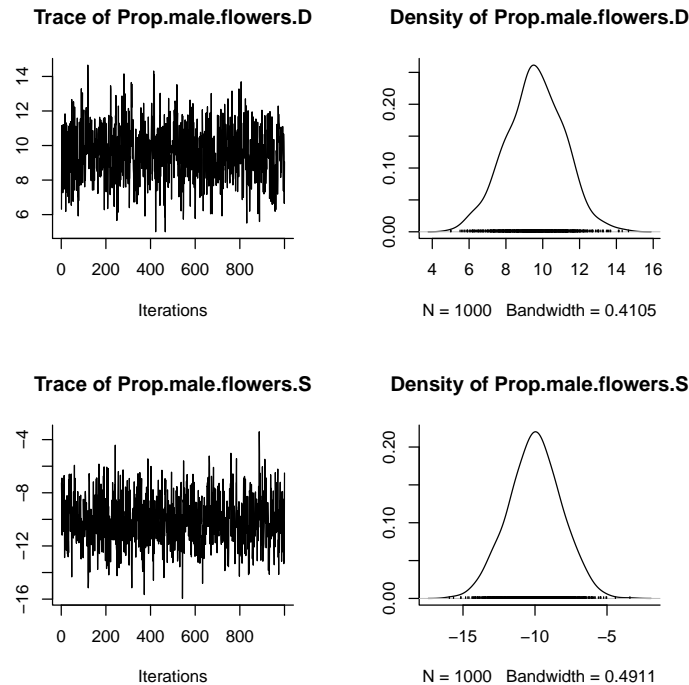 Trace of Prop.male.flowers.D
14
12
10
8
6
0 200 400 600 800
Iterations
Density of Prop.male.flowers.D
0.20
0.10
0.00
4 6 8 10 12 14 16
N = 1000 Bandwidth = 0.4105
Trace of Prop.male.flowers.S
−4
−8
−12
−16
0 200 400 600 800
Iterations
Density of Prop.male.flowers.S
0.20
0.10
0.00
−15 −10 −5
N = 1000 Bandwidth = 0.4911